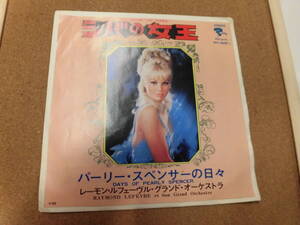 夜霧の女王
パーリー・スペンサーの日々
DAYS OF PEARLY SPENCER
レーモン・ルフェーヴル・グランド・オーケストラ
RAYMOND LEFEVRE et Son Grand Orchestre